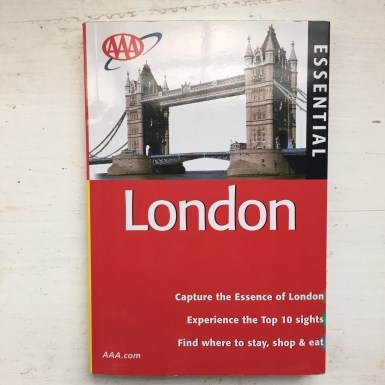 AAA
ESSENTIAL
London
Capture the Essence of London
Experience the Top 10 sights
Find where to stay, shop & eat
AAA.com